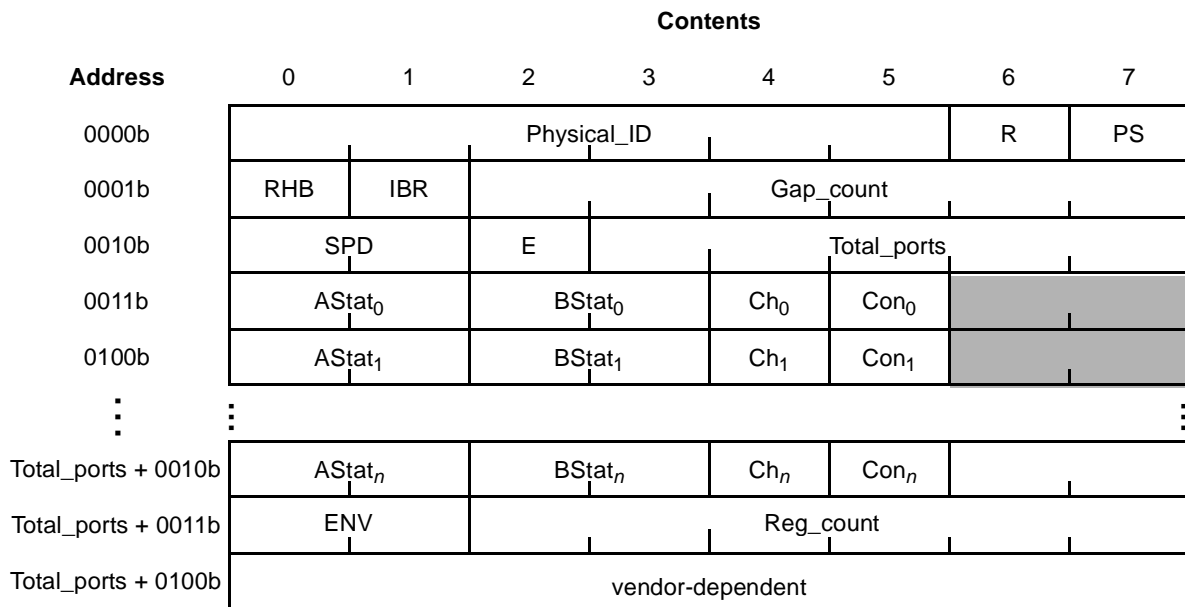 Contents
Address 0 1 2 3 4 5 6 7
0000b Physical_ID R PS
0001b RHB IBR Gap_count
0010b SPD E Total_ports
0011b AStat0 BStat0 Ch0 Con0
0100b AStat1 BStat1 Ch1 Con1
Total_ports + 0010b AStatn BStatn Chn Conn
Total_ports + 0011b ENV Reg_count
Total_ports + 0100b vendor-dependent